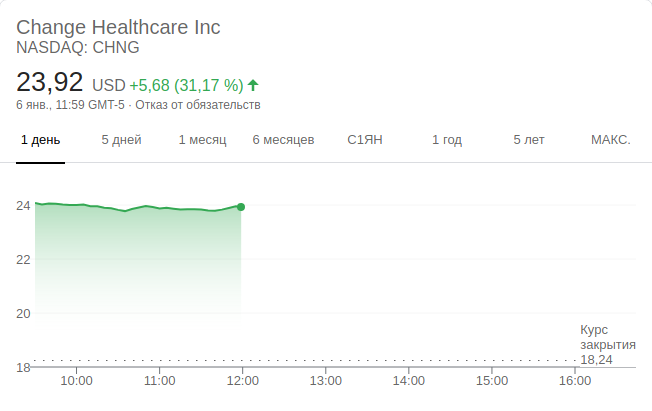 Change Healthcare Inc
NASDAQ: CHNG
23,92 USD +5,68 (31,17 %)
6 янв., 11:59 GMT-5 · Отказ от обязательств
1 день 5 дней 1 месяц 6 месяцев С1ЯН 1 год 5 лет МАКС.
24
22
20
Курс
закрытия
18,24
18
10:00 11:00 12:00 13:00 14:00 15:00 16:00